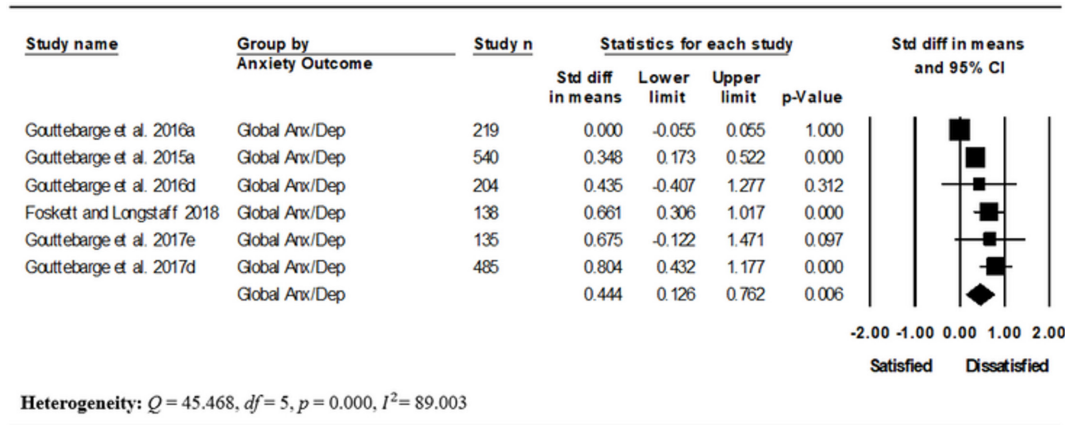 Study name Group by Study n Statistics for each study Std diff in means
Anxiety Outcome and 95% CI
Std diff Lower Upper
in means limit limit p-Value
Gouttebarge et al. 2016a Global Anx/Dep 219 0.000 -0.055 0.055 1.000
Gouttebarge et al. 2015a Global Anx/Dep 540 0.348 0.173 0.522 0.000
Gouttebarge et al. 2016d Global Anx/Dep 204 0.435 -0.407 1.277 0.312
Foskett and Longstaff 2018 Global Anx/Dep 138 0.661 0.306 1.017 0.000
Gouttebarge et al. 2017e Global Anx/Dep 135 0.675 -0.122 1.471 0.097
Gouttebarge et al. 2017d Global Anx/Dep 485 0.804 0.432 1.177 0.000
Global Anx/Dep 0.444 0.126 0.762 0.006
-2.00 -1.00 0.00 1.00 2.00
Satisfied Dissatisfied
Heterogeneity: Q = 45.468, df = 5, p = 0.000, I²= 89.003